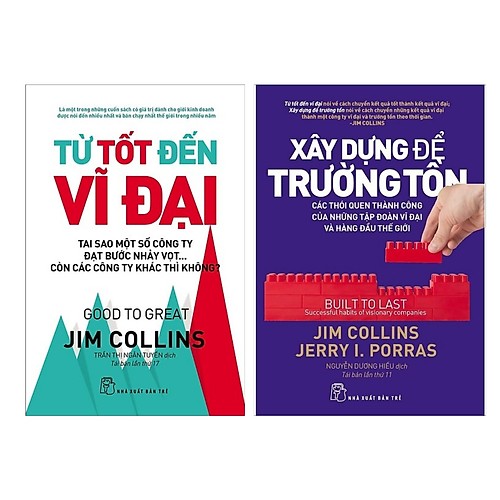 Là một trong những cuốn sách có giá trị dành cho giới kinh doanh
được nói đến nhiều nhất và bán chạy nhất thế giới trong nhiều năm
TỪ TỐT ĐẾN
VĨ ĐẠI
TẠI SAO MỘT SỐ CÔNG TY
ĐẠT BƯỚC NHẢY VỌT...
CÒN CÁC CÔNG TY KHÁC THÌ KHÔNG?
GOOD TO GREAT
JIM COLLINS
TRẦN THỊ NGÂN TUYẾN dịch
Tái bản lần thứ 17
NHÀ XUẤT BẢN TRẺ
Từ tốt đến vĩ đại nói về cách chuyển kết quả tốt thành kết quả vĩ đại;
Xây dựng để trường tồn nói về cách chuyển những kết quả vĩ đại
thành một công ty vĩ đại và trường tồn theo thời gian.
-JIM COLLINS
XÂY DỰNG ĐỂ
TRƯỜNG TỒN
CÁC THÓI QUEN THÀNH CÔNG
CỦA NHỮNG TẬP ĐOÀN VĨ ĐẠI
VÀ HÀNG ĐẦU THẾ GIỚI
BUILT TO LAST
Successful habits of visionary companies
JIM COLLINS
JERRY I. PORRAS
NGUYỄN DƯƠNG HIẾU dịch
Tái bản lần thứ 11
NHÀ XUẤT BẢN TRẺ